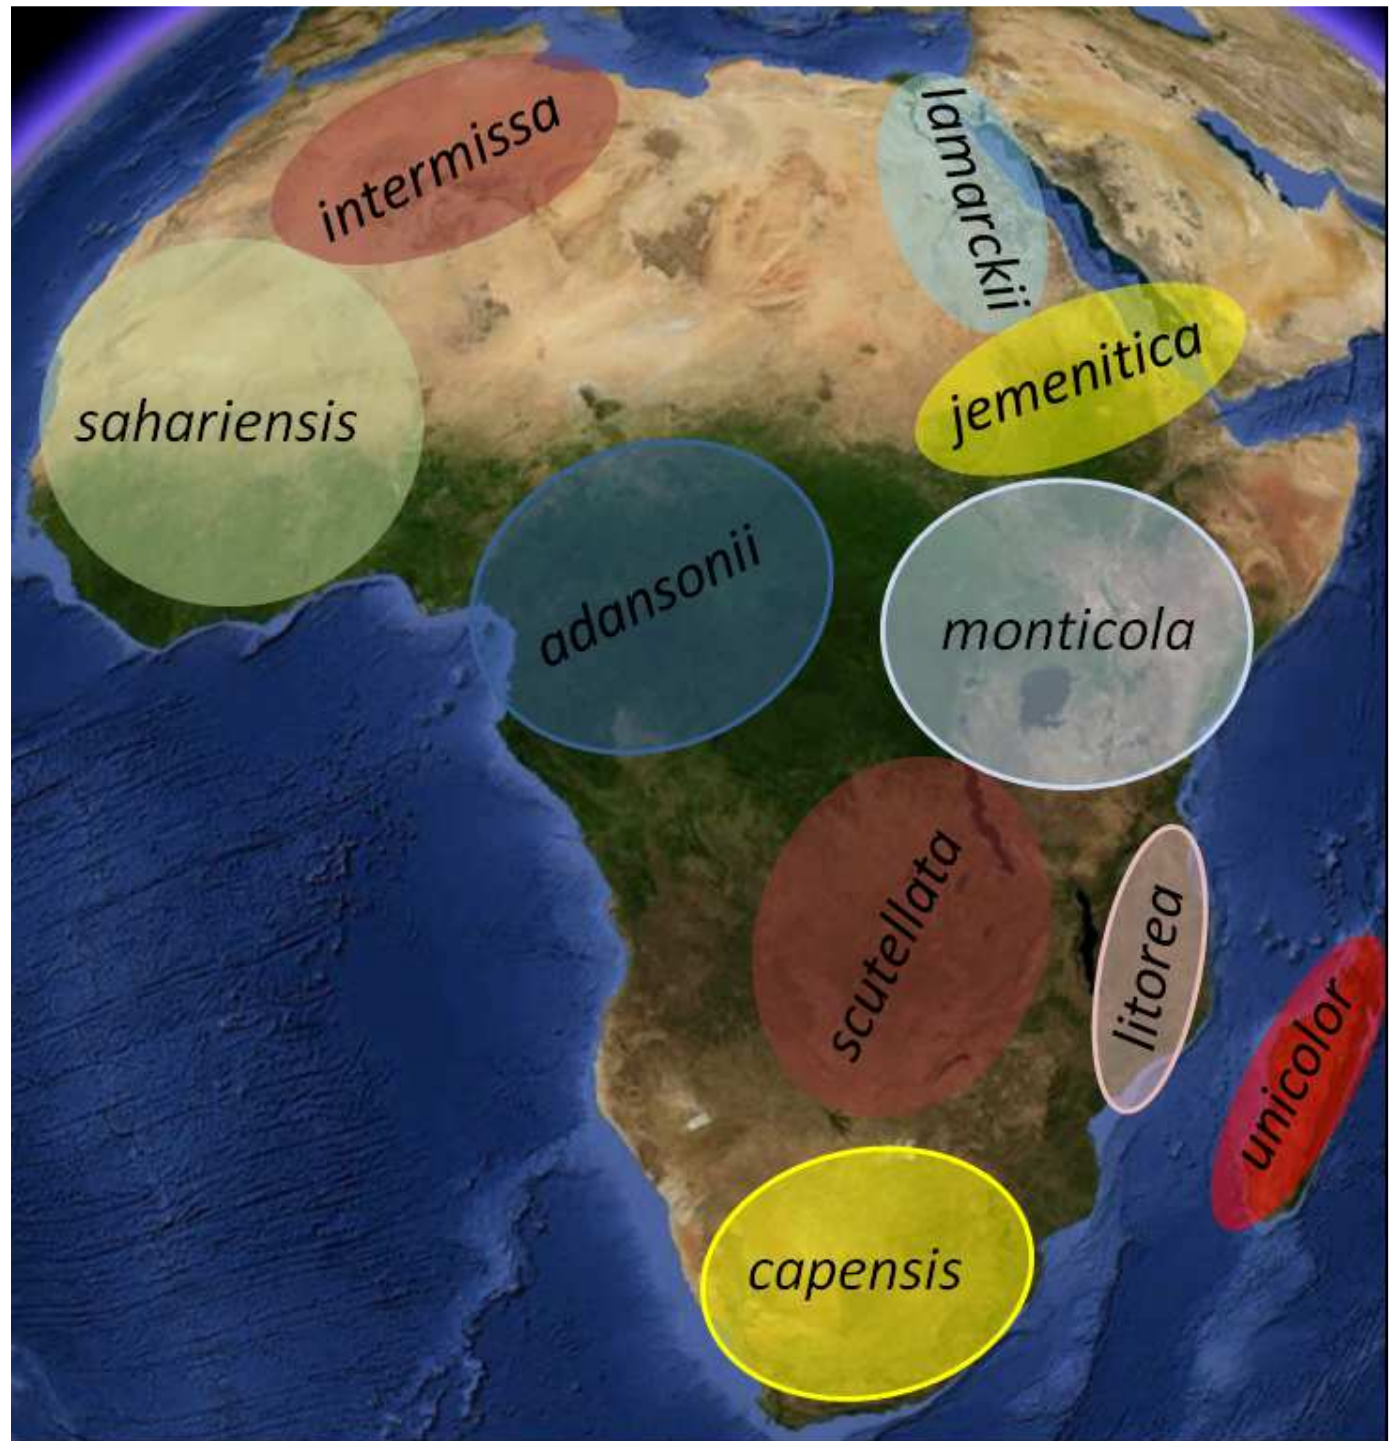 intermissa
lamarckii
jemenitica
sahariensis
adansonii
monticola
scutellata
litorea
unicolor
capensis